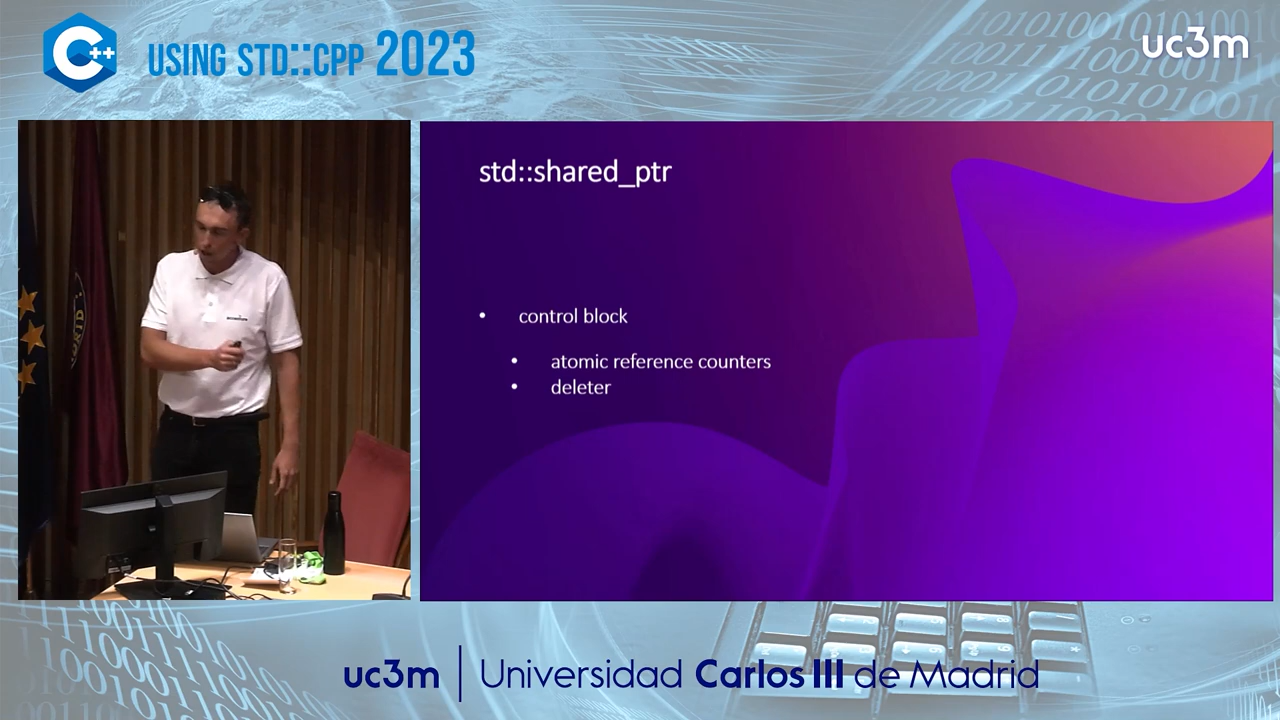 C++
USING STD::CPP 2023
uc3m
std::shared_ptr
• control block
• atomic reference counters
• deleter
uc3m | Universidad Carlos III de Madrid